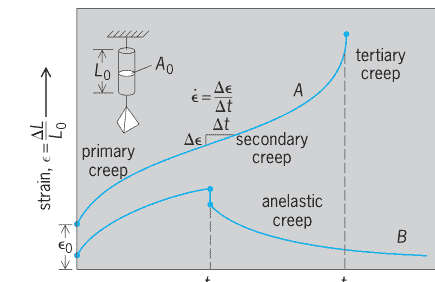 L₀
A₀
tertiary
creep
A
ϵ̇ = Δϵ
Δt
Δt
Δϵ
secondary
creep
primary
creep
strain, ϵ = ΔL
L₀
anelastic
creep
B
ϵ₀
t
t